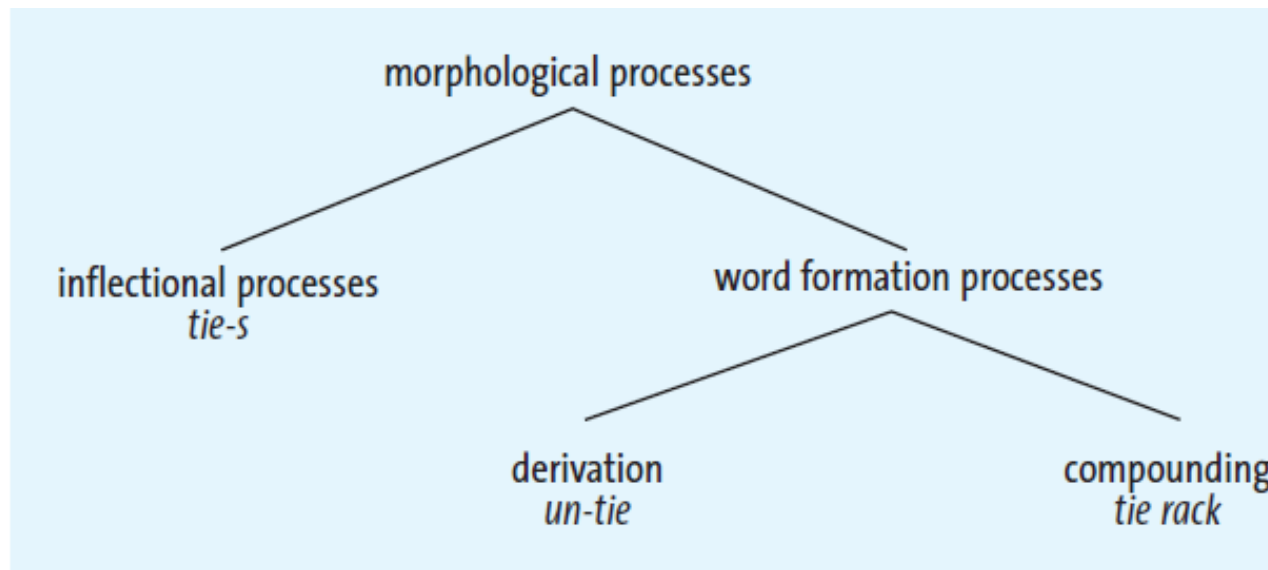 morphological processes
inflectional processes
tie-s
word formation processes
derivation
un-tie
compounding
tie rack